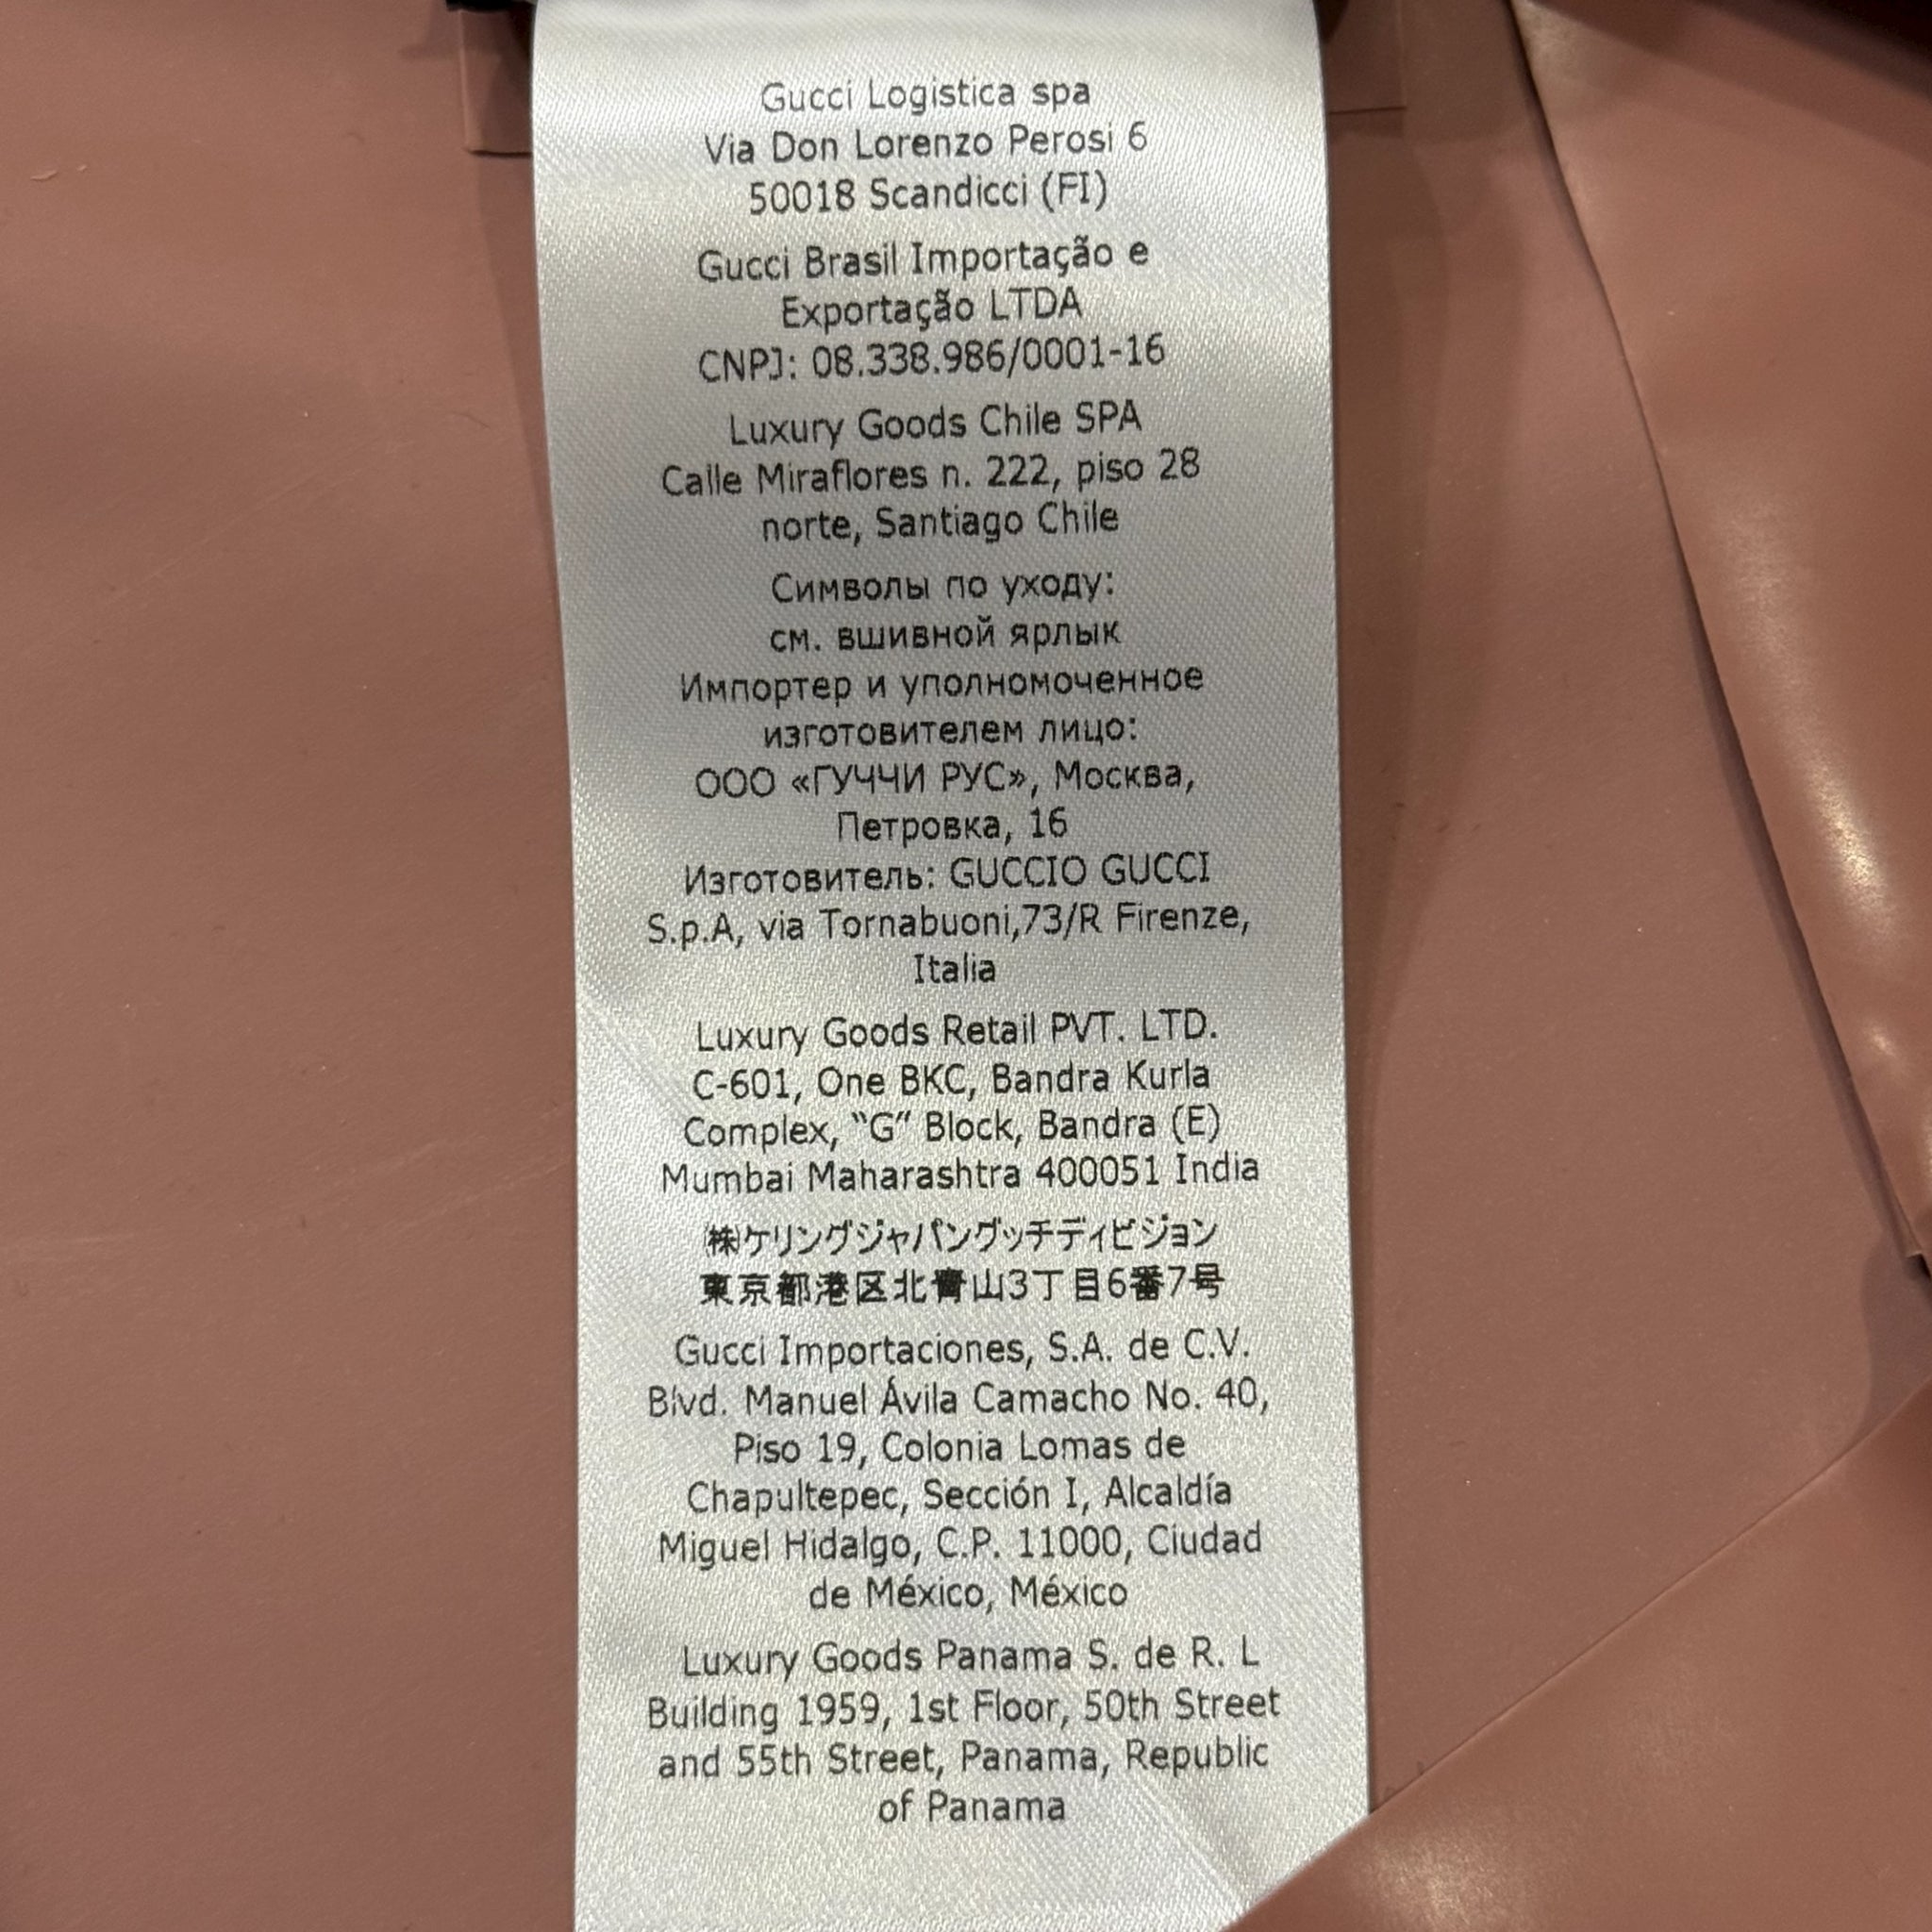 Gucci Logistica spa
Via Don Lorenzo Perosi 6
50018 Scandicci (FI)
Gucci Brasil Importação e
Exportação LTDA
CNPJ: 08.338.986/0001-16
Luxury Goods Chile SPA
Calle Miraflores n. 222, piso 28
norte, Santiago Chile
Символы по уходу:
см. вшивной ярлык
Импортер и уполномоченное
изготовителем лицо:
ООО «ГУЧЧИ РУС», Москва,
Петровка, 16
Изготовитель: GUCCIO GUCCI
S.p.A, via Tornabuoni,73/R Firenze,
Italia
Luxury Goods Retail PVT. LTD.
C-601, One BKC, Bandra Kurla
Complex, “G” Block, Bandra (E)
Mumbai Maharashtra 400051 India
㈱ケリングジャパングッチディビジョン
東京都港区北青山3丁目6番7号
Gucci Importaciones, S.A. de C.V.
Blvd. Manuel Ávila Camacho No. 40,
Piso 19, Colonia Lomas de
Chapultepec, Sección I, Alcaldía
Miguel Hidalgo, C.P. 11000, Ciudad
de México, México
Luxury Goods Panama S. de R. L
Building 1959, 1st Floor, 50th Street
and 55th Street, Panama, Republic
of Panama